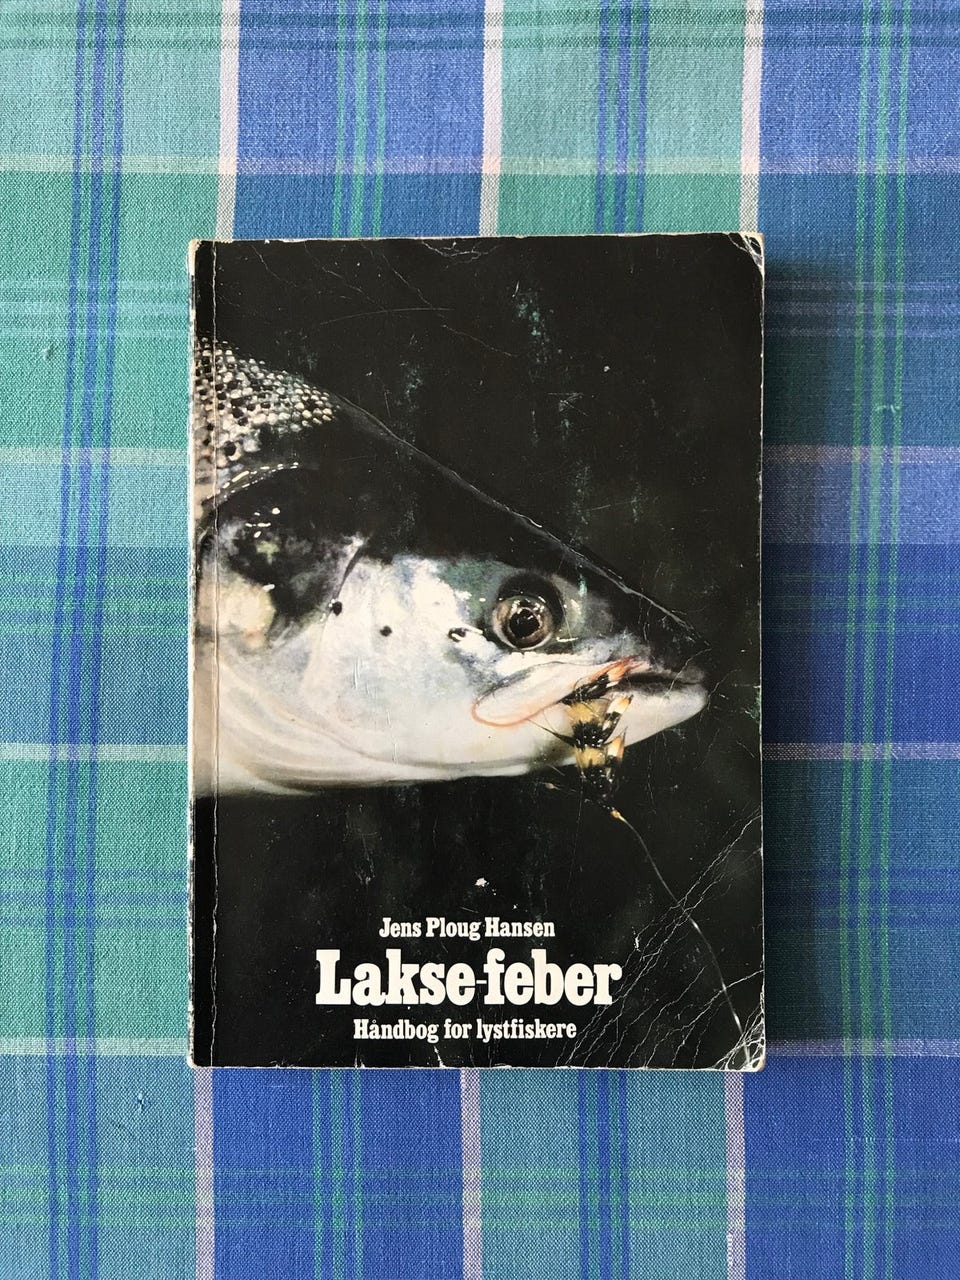 Jens Ploug Hansen
Lakse-feber
Håndbog for lystfiskere